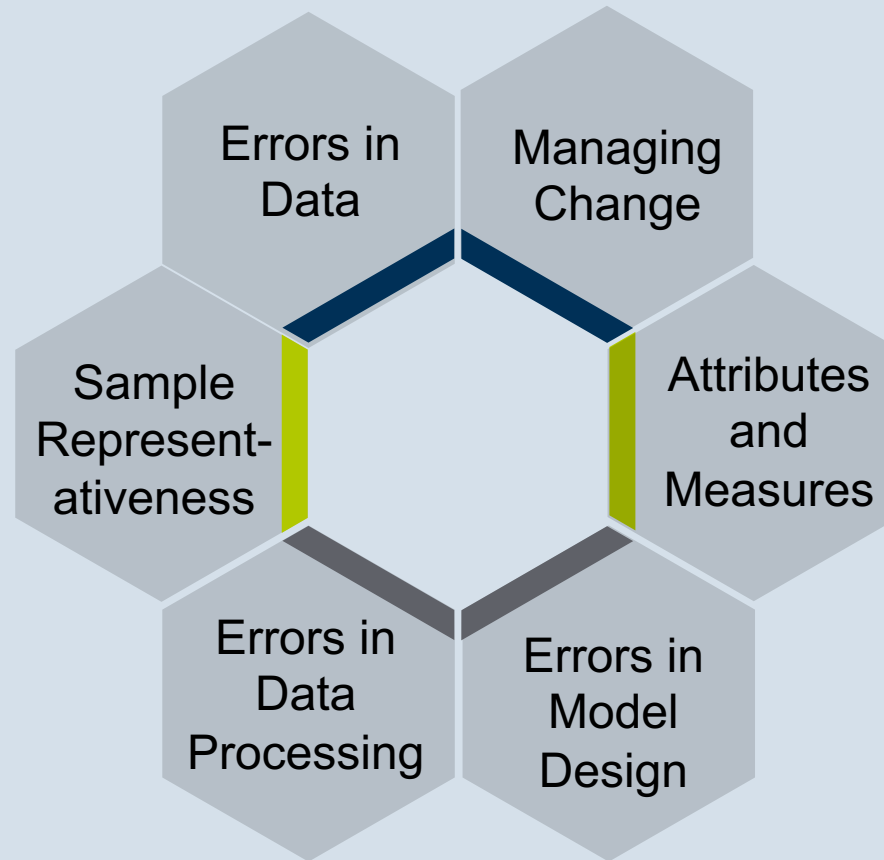 Errors in
Data
Managing
Change
Sample
Represent-
ativeness
Attributes
and
Measures
Errors in
Data
Processing
Errors in
Model
Design